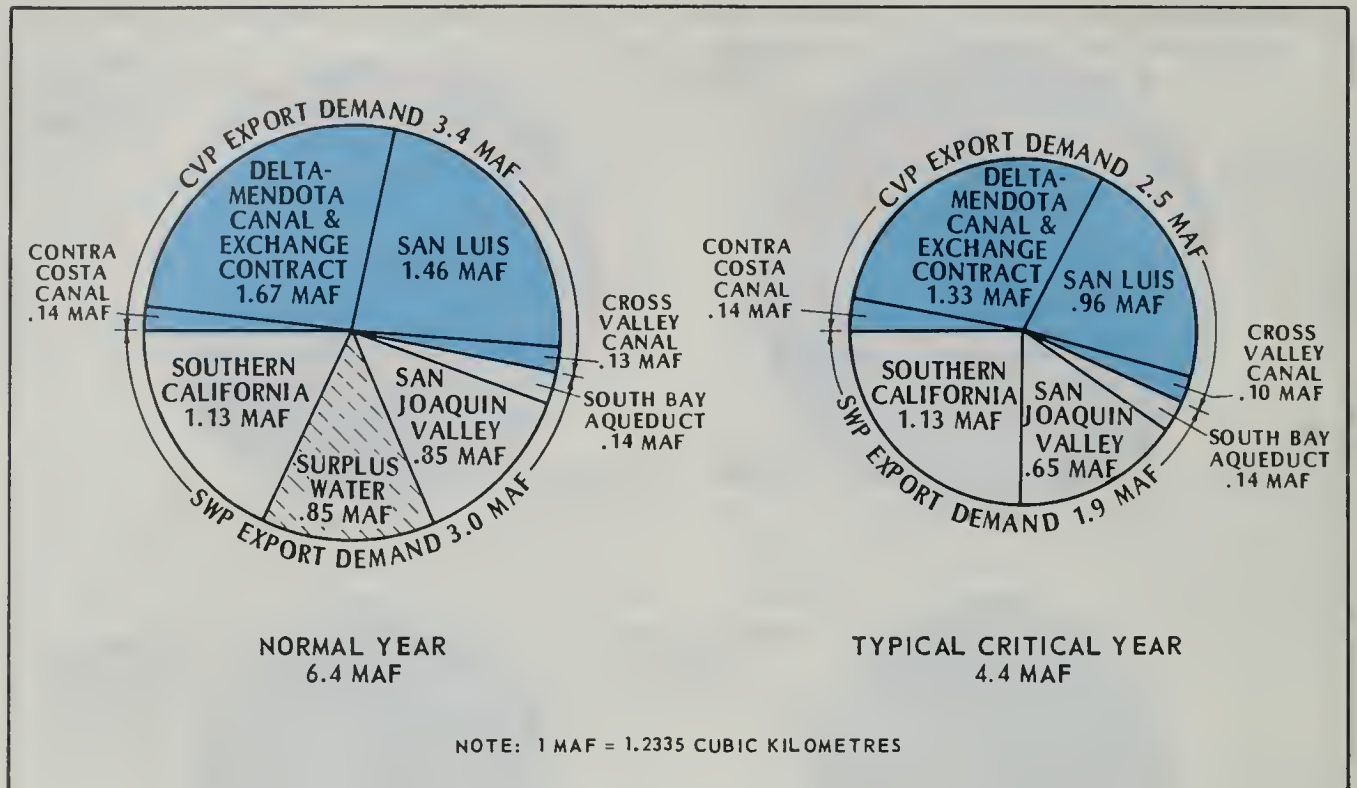 CVP EXPORT DEMAND 3.4 MAF
DELTA-
MENDOTA
CANAL &
EXCHANGE
CONTRACT
1.67 MAF
SAN LUIS
1.46 MAF
CONTRA
COSTA
CANAL
.14 MAF
CROSS
VALLEY
CANAL
.13 MAF
SOUTHERN
CALIFORNIA
1.13 MAF
SURPLUS
WATER
.85 MAF
SAN
JOAQUIN
VALLEY
.85 MAF
SOUTH BAY
AQUEDUCT
.14 MAF
SWP EXPORT DEMAND 3.0 MAF
NORMAL YEAR
6.4 MAF
CVP EXPORT DEMAND 2.5 MAF
DELTA-
MENDOTA
CANAL &
EXCHANGE
CONTRACT
1.33 MAF
SAN LUIS
.96 MAF
CONTRA
COSTA
CANAL
.14 MAF
CROSS
VALLEY
CANAL
.10 MAF
SOUTHERN
CALIFORNIA
1.13 MAF
SAN
JOAQUIN
VALLEY
.65 MAF
SOUTH BAY
AQUEDUCT
.14 MAF
SWP EXPORT DEMAND 1.9 MAF
TYPICAL CRITICAL YEAR
4.4 MAF
NOTE: 1 MAF = 1.2335 CUBIC KILOMETRES